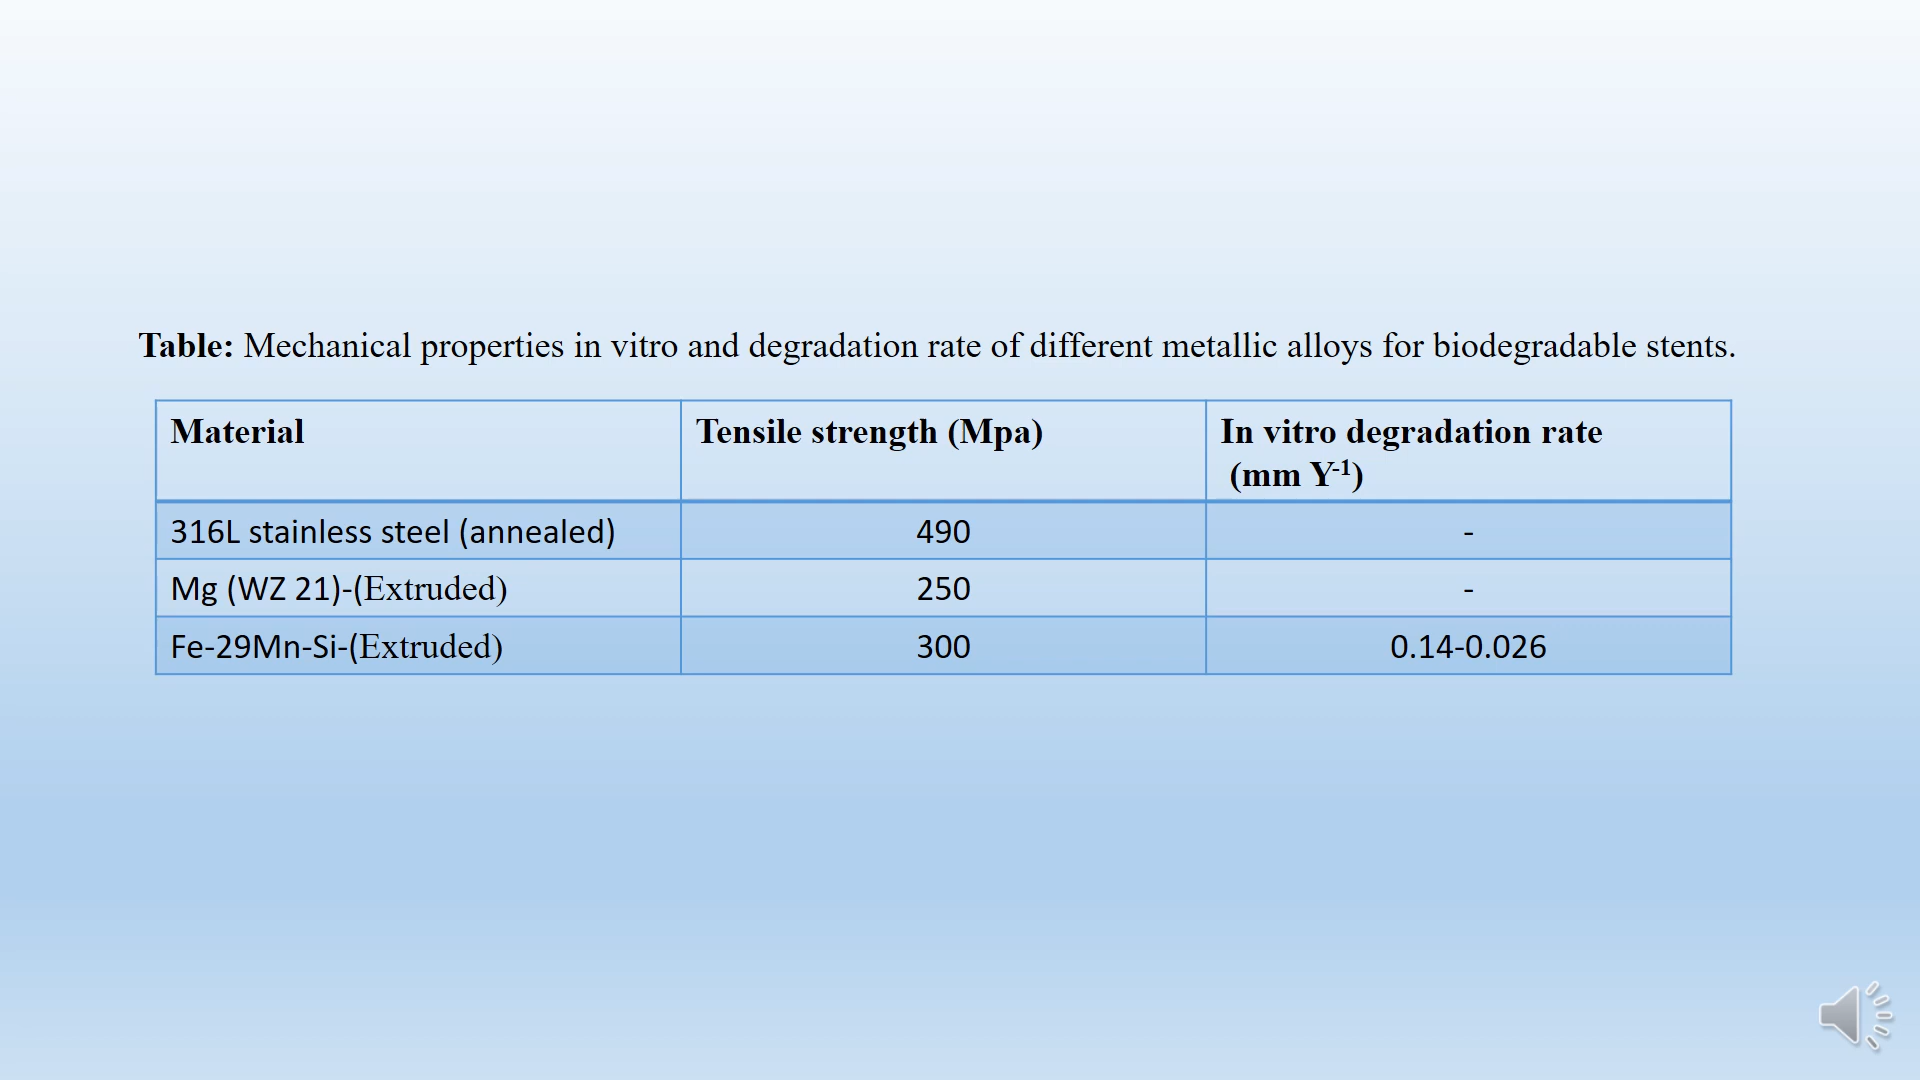 Table: Mechanical properties in vitro and degradation rate of different metallic alloys for biodegradable stents.
Material Tensile strength (Mpa) In vitro degradation rate
(mm Y-1)
316L stainless steel (annealed) 490 -
Mg (WZ 21)-(Extruded) 250 -
Fe-29Mn-Si-(Extruded) 300 0.14-0.026